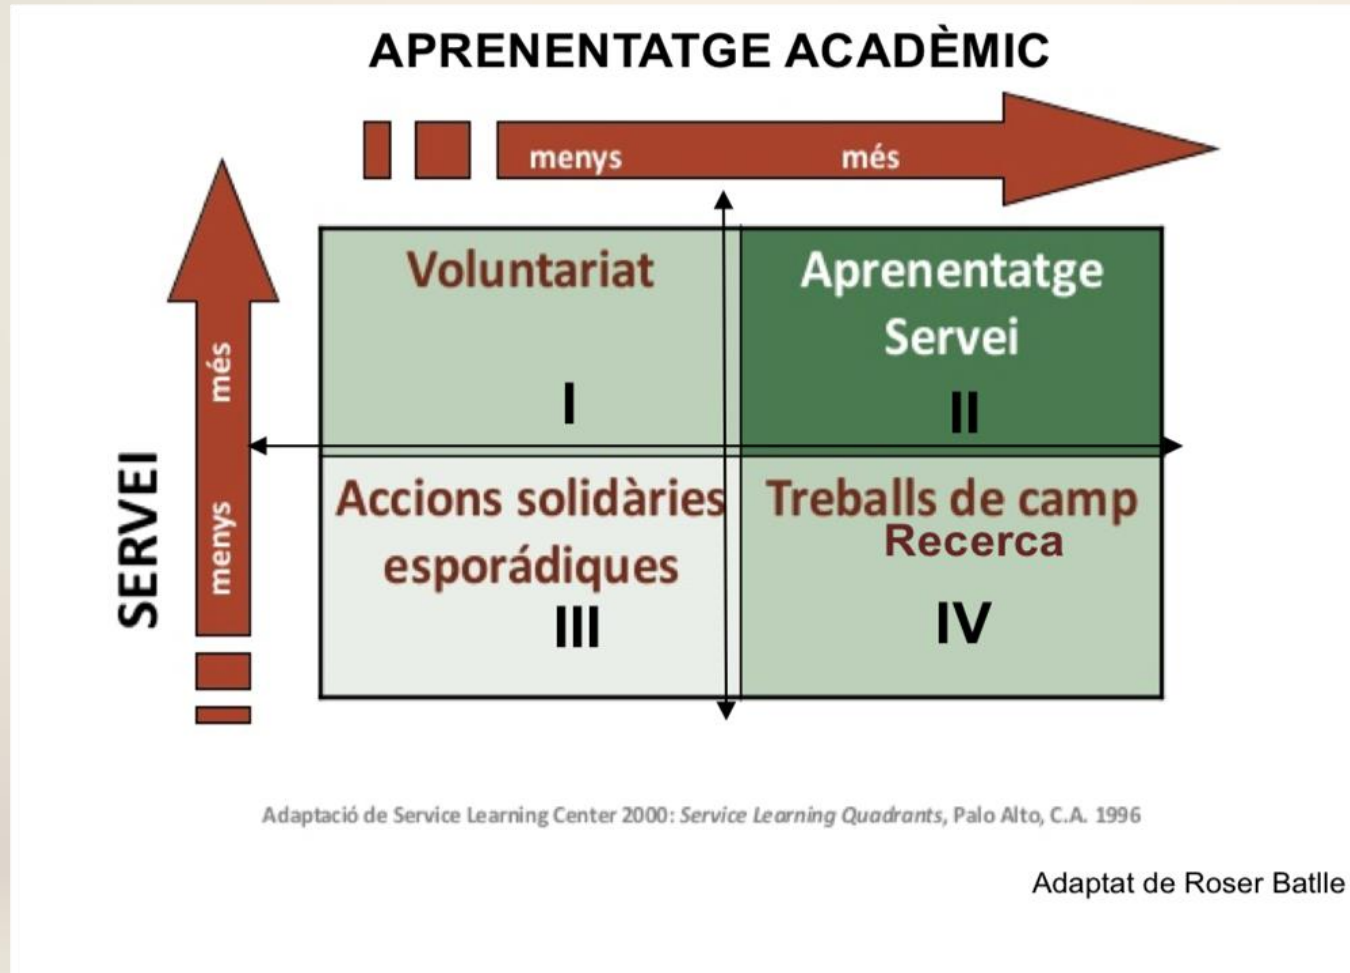 APRENENTATGE ACADÈMIC
menys
més
SERVEI
més
menys
Voluntariat
I
Aprenentatge
Servei
II
Accions solidàries
esporádiques
III
Treballs de camp
Recerca
IV
Adaptació de Service Learning Center 2000: Service Learning Quadrants, Palo Alto, C.A. 1996
Adaptat de Roser Batlle